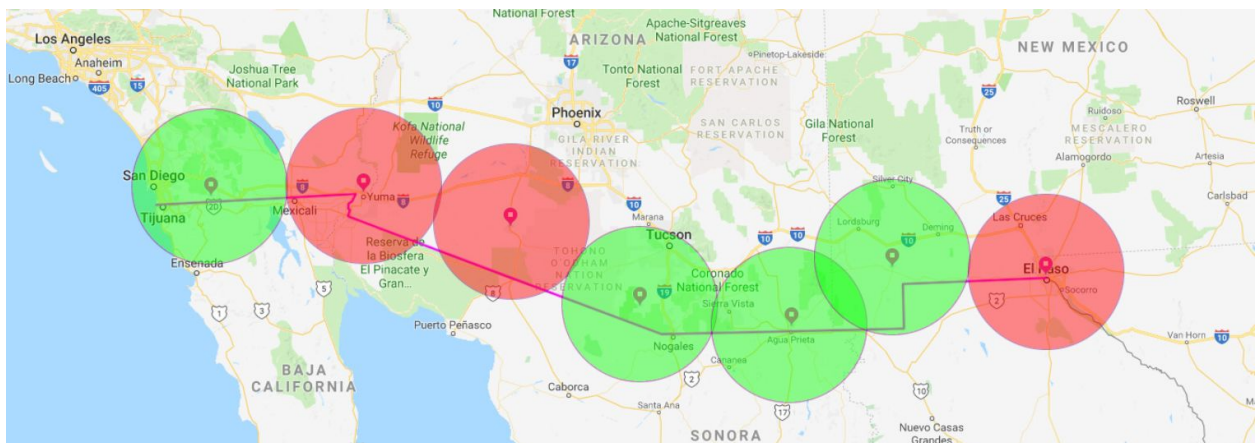 National Forest
Apache-Sitgreaves
National Forest
Los Angeles
Anaheim
Long Beach
405
15
ARIZONA
17
Pinetop-Lakeside
NEW MEXICO
Joshua Tree
National Park
Tonto National
Forest
FORT APACHE
RESERVATION
25
Roswell
10
Phoenix
Kofa National
Wildlife
Refuge
GILA RIVER
INDIAN
RESERVATION
SAN CARLOS
RESERVATION
Gila National
Forest
Truth or
Consequences
Ruidoso
MESCALERO
RESERVATION
Alamogordo
Artesia
Carlsbad
San Diego
Tijuana
20
8
Mexicali
Yuma
8
8
10
Marana
Tucson
10
10
Silver City
Lordsburg
10
Deming
25
Las Cruces
Ensenada
Reserva de
la Biosfera
El Pinacate y
Gran...
TOHONO
O'ODHAM
NATION
RESERVATION
8
Coronado
National Forest
Sierra Vista
19
El Paso
Socorro
2
1
3
5
Puerto Peñasco
Nogales
Agua Prieta
Cananea
2
Van Horn
10
BAJA
CALIFORNIA
Caborca
Santa Ana
17
10
Nuevo Casas
Grandes
SONORA